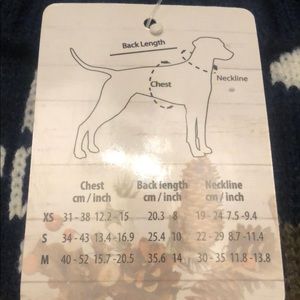 Back Length
Neckline
Chest
Chest Back length Neckline
cm / inch cm / inch cm / inch
XS 31 - 38 12.2 - 15 20.3 8 19 - 24 7.5 -9.4
S 34 - 43 13.4 -16.9 25.4 10 22 - 29 8.7 -11.4
M 40 - 52 15.7 -20.5 35.6 14 30 - 35 11.8 -13.8